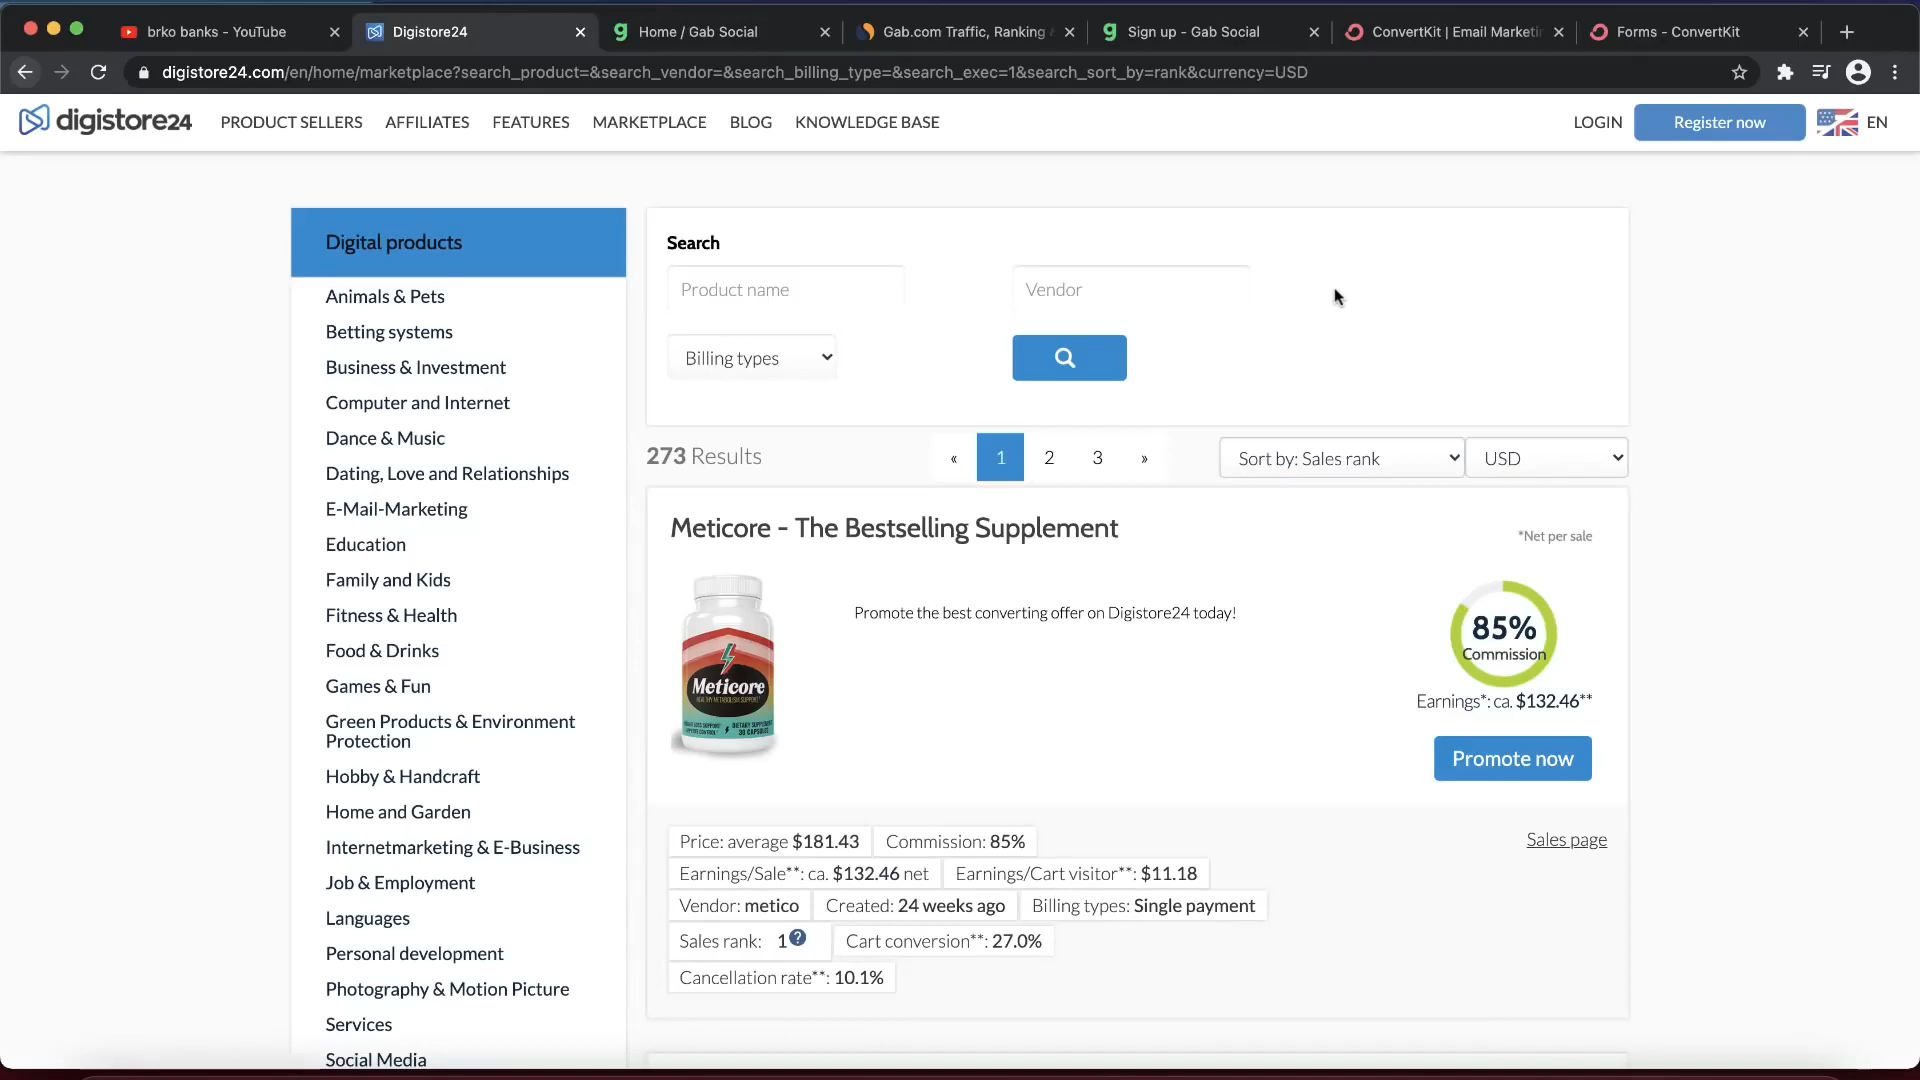 brko banks - YouTube
Digistore24
Home / Gab Social
Gab.com Traffic, Ranking
Sign up - Gab Social
ConvertKit | Email Marketin
Forms - ConvertKit
digistore24.com/en/home/marketplace?search_product=&search_vendor=&search_billing_type=&search_exec=1&search_sort_by=rank&currency=USD
digistore24
PRODUCT SELLERS
AFFILIATES
FEATURES
MARKETPLACE
BLOG
KNOWLEDGE BASE
LOGIN
Register now
EN
Digital products
Animals & Pets
Betting systems
Business & Investment
Computer and Internet
Dance & Music
Dating, Love and Relationships
E-Mail-Marketing
Education
Family and Kids
Fitness & Health
Food & Drinks
Games & Fun
Green Products & Environment
Protection
Hobby & Handcraft
Home and Garden
Internetmarketing & E-Business
Job & Employment
Languages
Personal development
Photography & Motion Picture
Services
Social Media
Search
Product name
Vendor
Billing types
273 Results
« 1 2 3 »
Sort by: Sales rank
USD
Meticore - The Bestselling Supplement
*Net per sale
Meticore
HEALTHY METABOLISM SUPPORT
DIETARY SUPPLEMENT
30 CAPSULES
Promote the best converting offer on Digistore24 today!
85%
Commission
Earnings*: ca. $132.46**
Promote now
Price: average $181.43
Commission: 85%
Sales page
Earnings/Sale**: ca. $132.46 net
Earnings/Cart visitor**: $11.18
Vendor: metico
Created: 24 weeks ago
Billing types: Single payment
Sales rank: 1 ?
Cart conversion**: 27.0%
Cancellation rate**: 10.1%